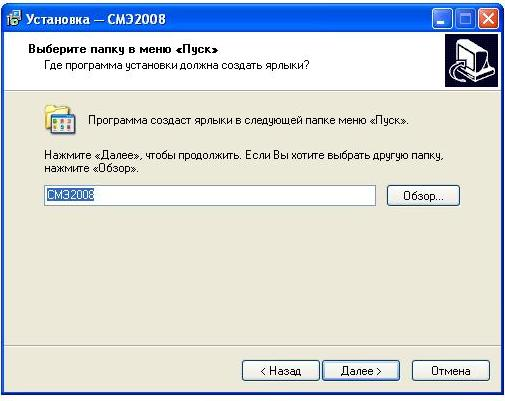 Установка — СМЭ2008
Выберите папку в меню «Пуск»
Где программа установки должна создать ярлыки?
Программа создаст ярлыки в следующей папке меню «Пуск».
Нажмите «Далее», чтобы продолжить. Если Вы хотите выбрать другую папку,
нажмите «Обзор».
СМЭ2008
Обзор...
< Назад
Далее >
Отмена